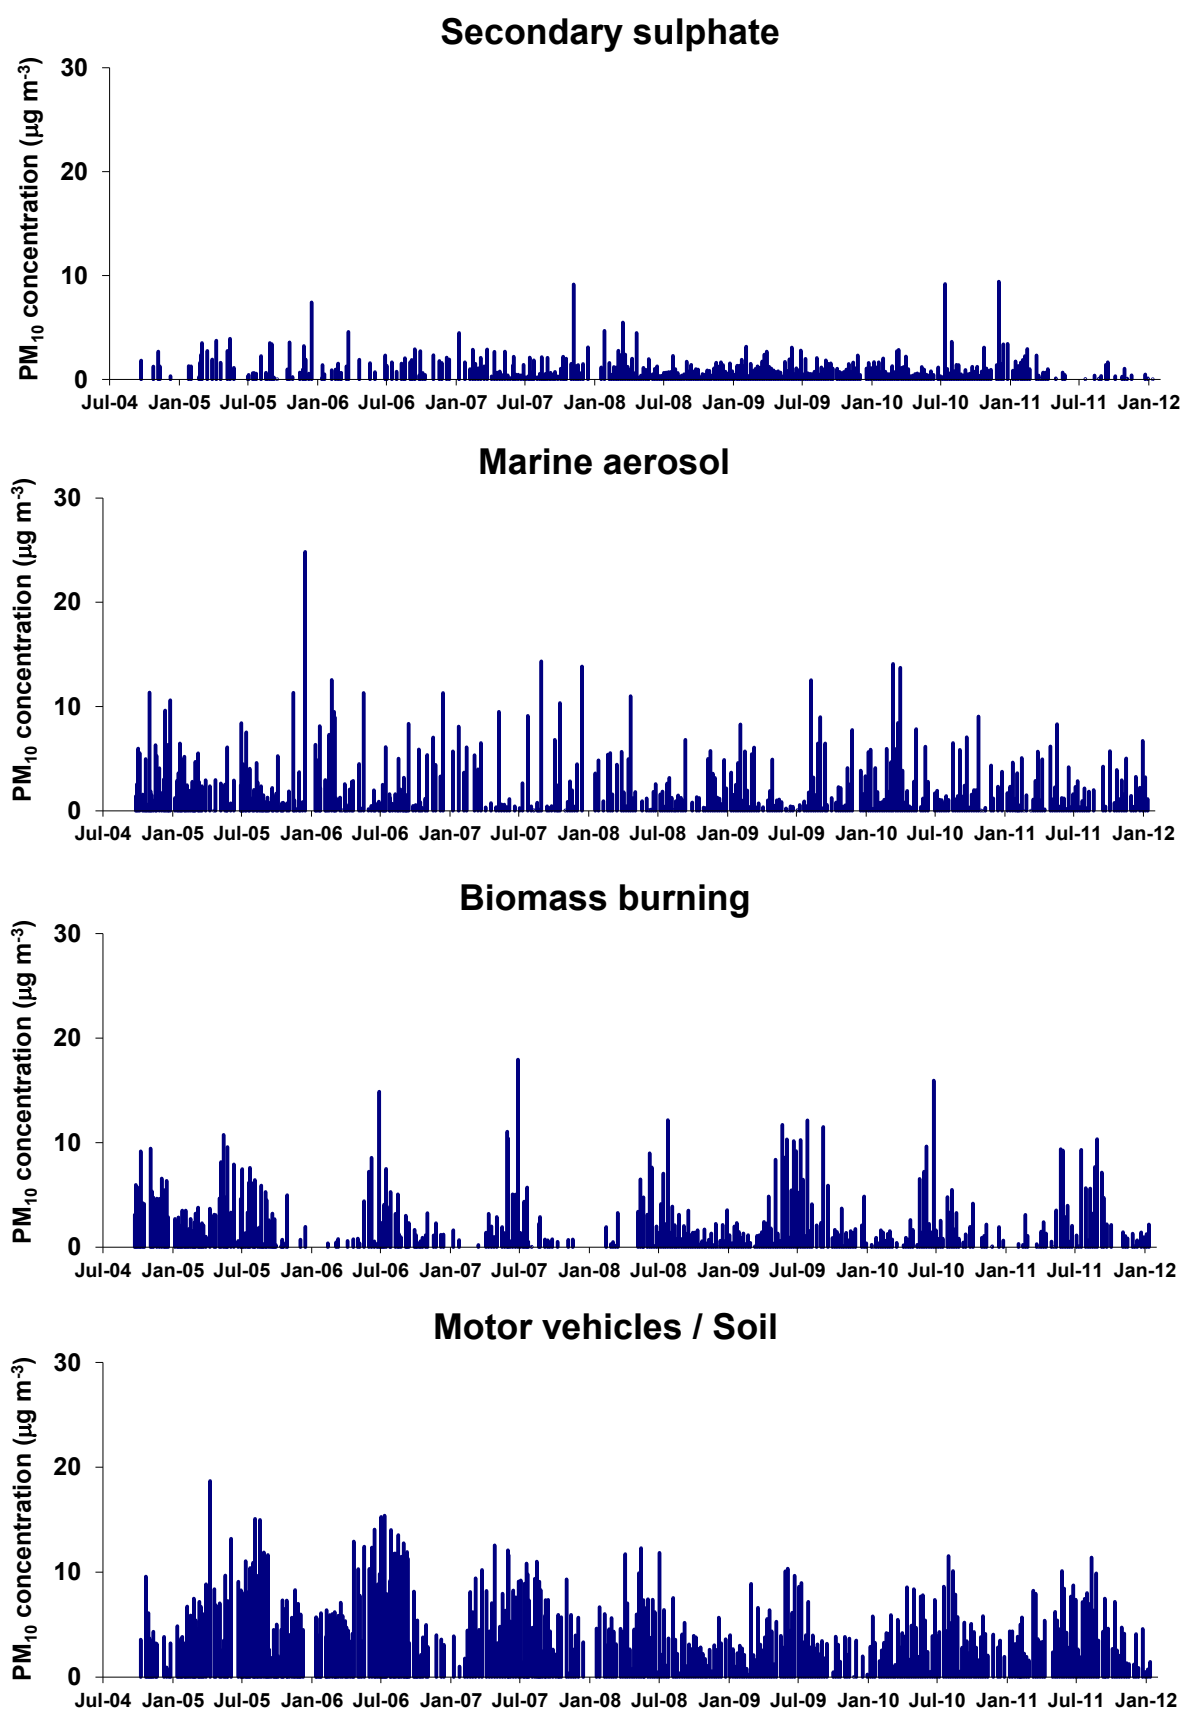 Secondary sulphate
PM₁₀ concentration (µg m⁻³)
30
20
10
0
Jul-04 Jan-05 Jul-05 Jan-06 Jul-06 Jan-07 Jul-07 Jan-08 Jul-08 Jan-09 Jul-09 Jan-10 Jul-10 Jan-11 Jul-11 Jan-12
Marine aerosol
PM₁₀ concentration (µg m⁻³)
30
20
10
0
Jul-04 Jan-05 Jul-05 Jan-06 Jul-06 Jan-07 Jul-07 Jan-08 Jul-08 Jan-09 Jul-09 Jan-10 Jul-10 Jan-11 Jul-11 Jan-12
Biomass burning
PM₁₀ concentration (µg m⁻³)
30
20
10
0
Jul-04 Jan-05 Jul-05 Jan-06 Jul-06 Jan-07 Jul-07 Jan-08 Jul-08 Jan-09 Jul-09 Jan-10 Jul-10 Jan-11 Jul-11 Jan-12
Motor vehicles / Soil
PM₁₀ concentration (µg m⁻³)
30
20
10
0
Jul-04 Jan-05 Jul-05 Jan-06 Jul-06 Jan-07 Jul-07 Jan-08 Jul-08 Jan-09 Jul-09 Jan-10 Jul-10 Jan-11 Jul-11 Jan-12